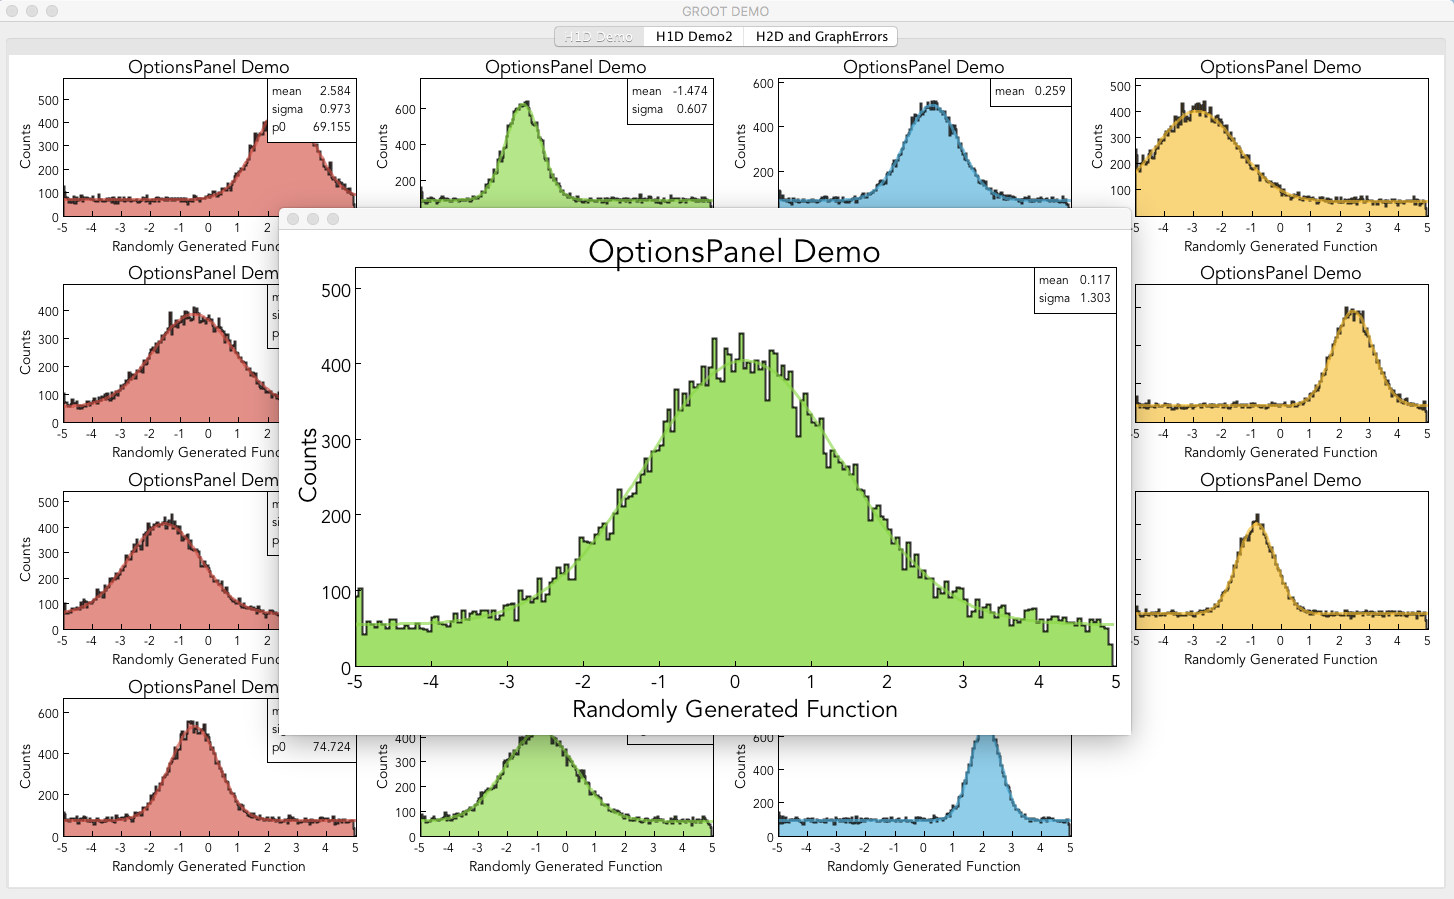 GROOT DEMO
H1D Demo H1D Demo2 H2D and GraphErrors
OptionsPanel Demo
mean 2.584
sigma 0.973
p0 69.155
Counts
500
400
300
200
100
0
-5 -4 -3 -2 -1 0 1 2
Randomly Generated Func
OptionsPanel Demo
mean -1.474
sigma 0.607
Counts
600
400
200
OptionsPanel Demo
mean 0.259
Counts
600
400
200
OptionsPanel Demo
Counts
500
400
300
200
100
-5 -4 -3 -2 -1 0 1 2 3 4 5
Randomly Generated Function
OptionsPanel Dem
Counts
400
300
200
100
0
-5 -4 -3 -2 -1 0 1 2
Randomly Generated Func
OptionsPanel Demo
mean 0.117
sigma 1.303
Counts
500
400
300
200
100
0
-5 -4 -3 -2 -1 0 1 2 3 4 5
Randomly Generated Function
OptionsPanel Demo
-5 -4 -3 -2 -1 0 1 2 3 4 5
Randomly Generated Function
OptionsPanel Dem
Counts
500
400
300
200
100
0
-5 -4 -3 -2 -1 0 1 2
Randomly Generated Func
OptionsPanel Demo
-5 -4 -3 -2 -1 0 1 2 3 4 5
Randomly Generated Function
OptionsPanel Dem
p0 74.724
Counts
600
400
200
0
-5 -4 -3 -2 -1 0 1 2 3 4 5
Randomly Generated Function
Counts
400
300
200
100
0
-5 -4 -3 -2 -1 0 1 2 3 4 5
Randomly Generated Function
Counts
600
400
200
0
-5 -4 -3 -2 -1 0 1 2 3 4 5
Randomly Generated Function